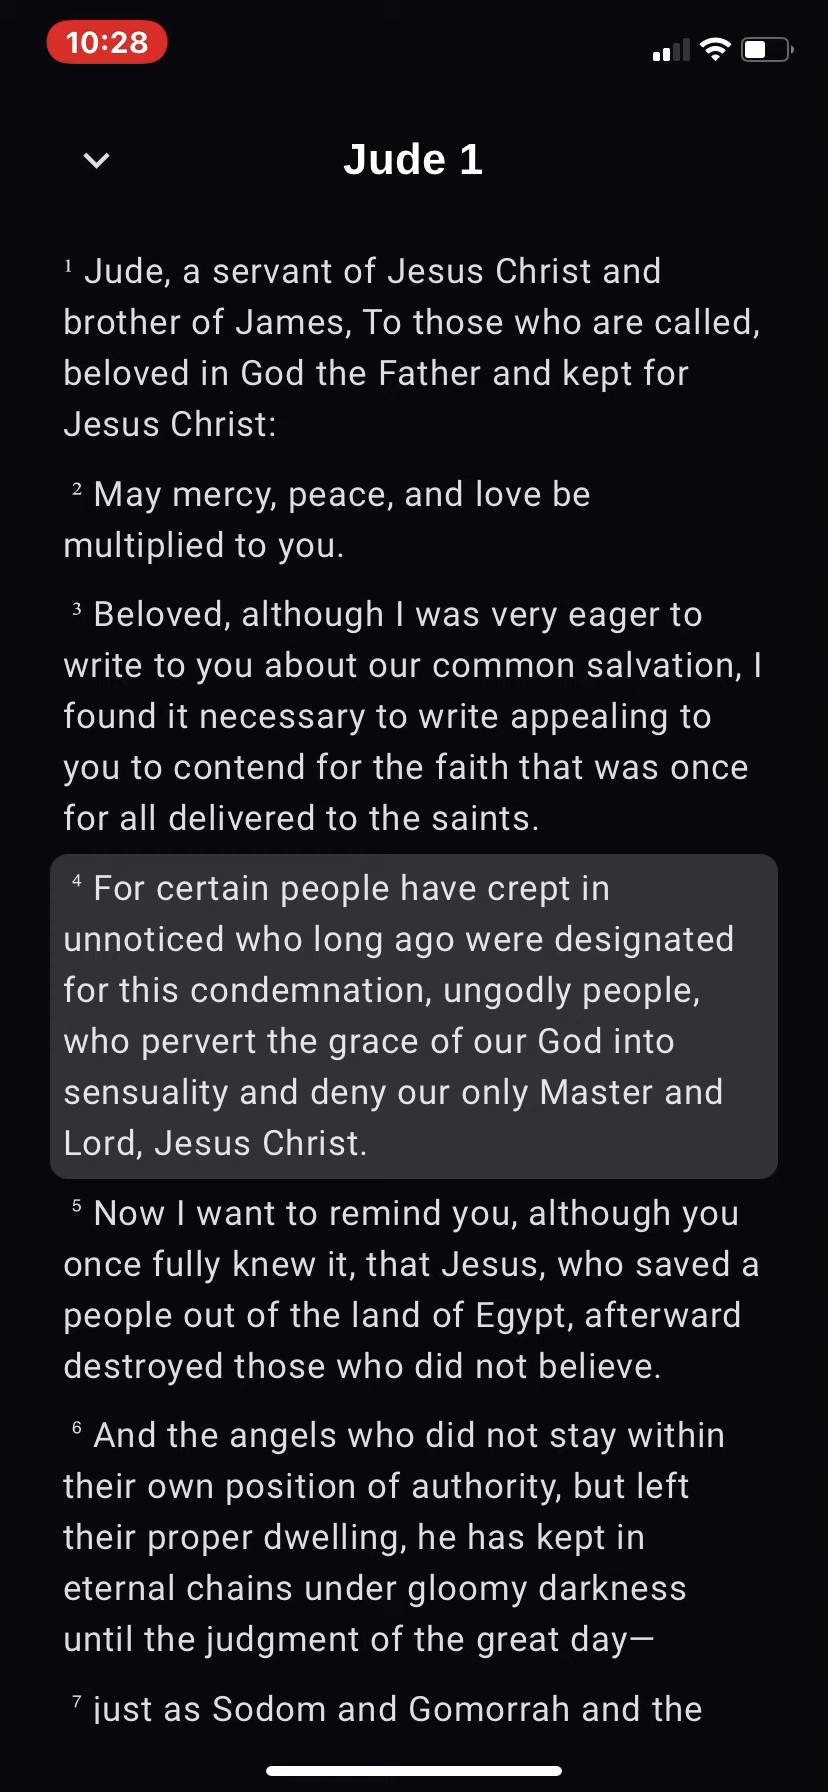 10:28
Jude 1
1 Jude, a servant of Jesus Christ and
brother of James, To those who are called,
beloved in God the Father and kept for
Jesus Christ:
2 May mercy, peace, and love be
multiplied to you.
3 Beloved, although I was very eager to
write to you about our common salvation, I
found it necessary to write appealing to
you to contend for the faith that was once
for all delivered to the saints.
4 For certain people have crept in
unnoticed who long ago were designated
for this condemnation, ungodly people,
who pervert the grace of our God into
sensuality and deny our only Master and
Lord, Jesus Christ.
5 Now I want to remind you, although you
once fully knew it, that Jesus, who saved a
people out of the land of Egypt, afterward
destroyed those who did not believe.
6 And the angels who did not stay within
their own position of authority, but left
their proper dwelling, he has kept in
eternal chains under gloomy darkness
until the judgment of the great day—
7 just as Sodom and Gomorrah and the